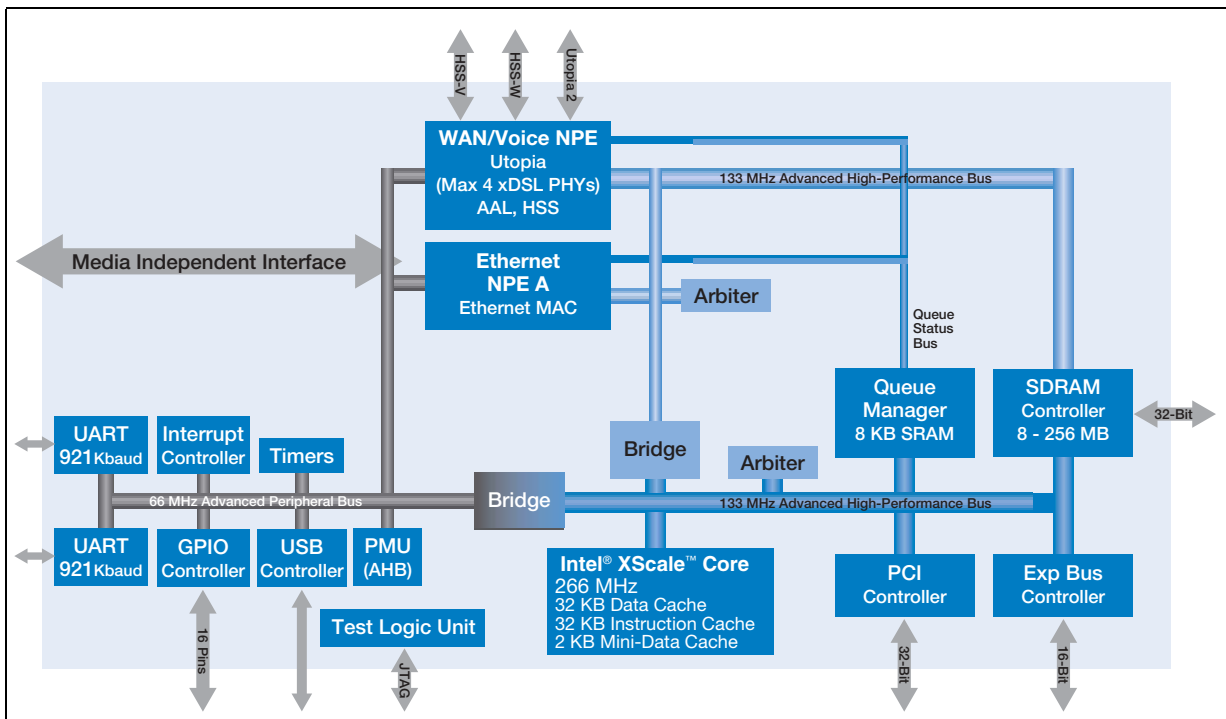 HSS-V
HSS-W
Utopia 2
WAN/Voice NPE
Utopia
(Max 4 xDSL PHYs)
AAL, HSS
133 MHz Advanced High-Performance Bus
Media Independent Interface
Ethernet
NPE A
Ethernet MAC
Arbiter
Queue
Status
Bus
Queue
Manager
8 KB SRAM
SDRAM
Controller
8 - 256 MB
32-Bit
UART
921Kbaud
Interrupt
Controller
Timers
Bridge
Arbiter
66 MHz Advanced Peripheral Bus
Bridge
133 MHz Advanced High-Performance Bus
UART
921Kbaud
GPIO
Controller
USB
Controller
PMU
(AHB)
Intel® XScale™ Core
266 MHz
32 KB Data Cache
32 KB Instruction Cache
2 KB Mini-Data Cache
PCI
Controller
Exp Bus
Controller
Test Logic Unit
16 Pins
JTAG
32-Bit
16-Bit